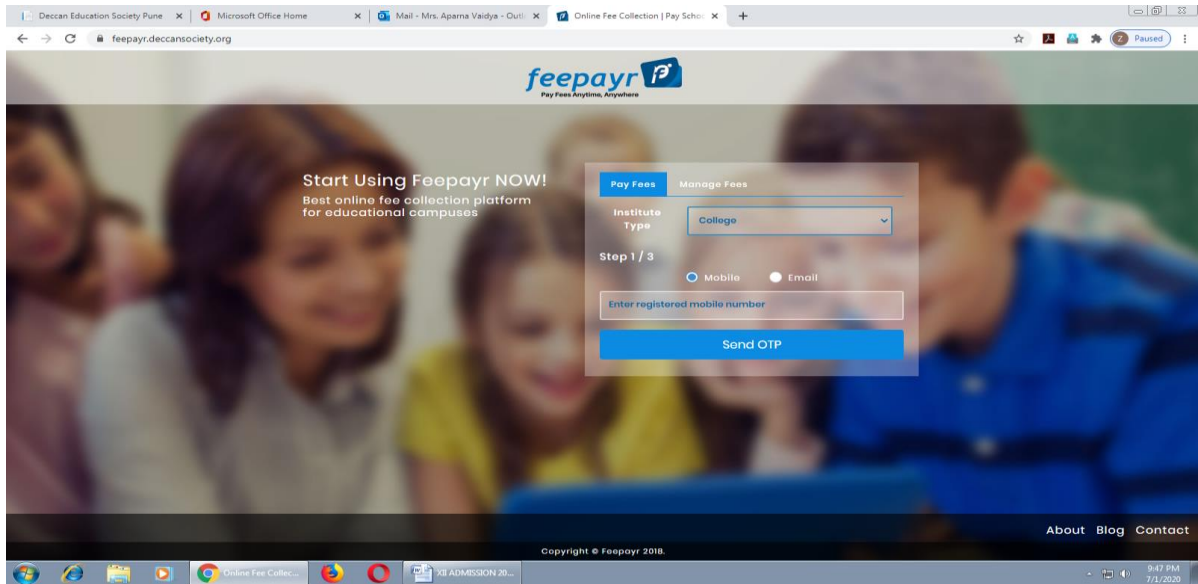 Deccan Education Society Pune
Microsoft Office Home
Mail - Mrs. Aparna Vaidya - Outl
Online Fee Collection | Pay Schoo
feepayr.deccansociety.org
Z
Paused
feepayr
Pay Fees Anytime, Anywhere
Start Using Feepayr NOW!
Best online fee collection platform
for educational campuses
Pay Fees
Manage Fees
Institute
Type
College
Step 1 / 3
Mobile
Email
Enter registered mobile number
Send OTP
About Blog Contact
Copyright © Feepayr 2018.
Online Fee Collec...
XII ADMISSION 20...
9:47 PM
7/1/2020